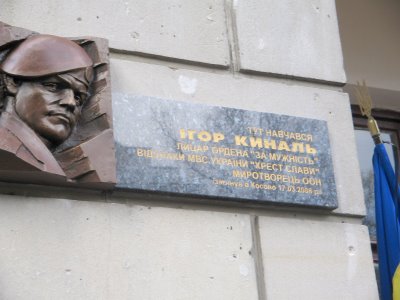 ТУТ НАВЧАВСЯ
ІГОР КИНАЛЬ
ЛИЦАР ОРДЕНА "ЗА МУЖНІСТЬ"
ВІДЗНАКИ МВС УКРАЇНИ "ХРЕСТ СЛАВИ"
МИРОТВОРЕЦЬ ООН
Загинув в Косово 17.03.2008 р.